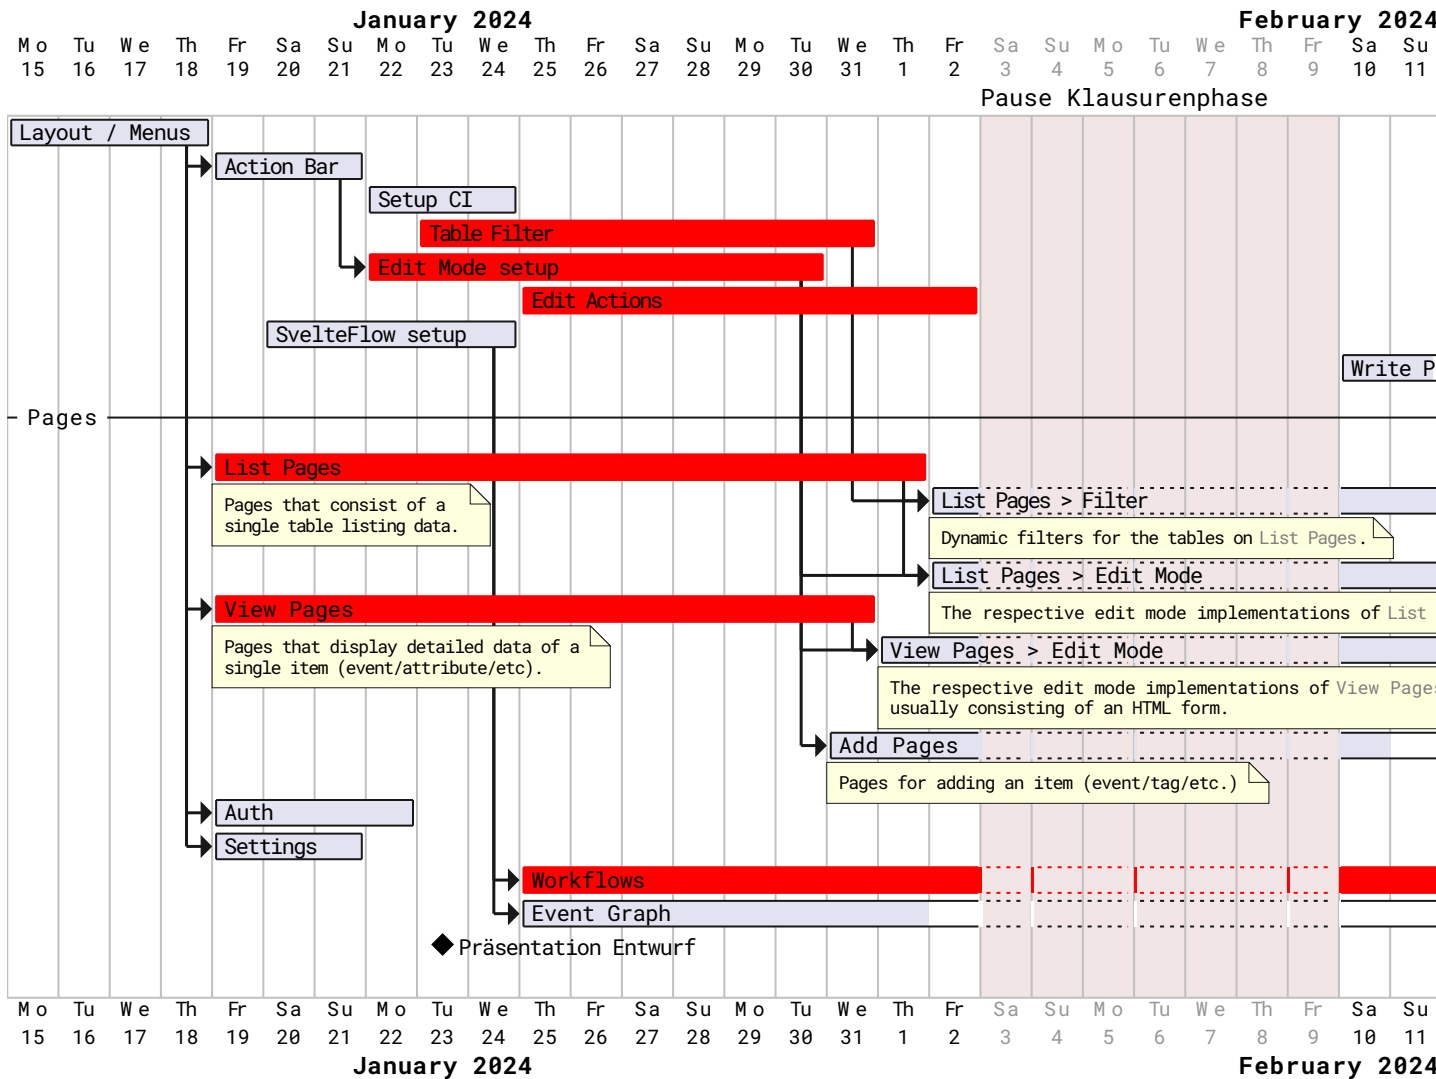 January 2024 February 2024
Mo Tu We Th Fr Sa Su Mo Tu We Th Fr Sa Su Mo Tu We Th Fr Sa Su Mo Tu We Th Fr Sa Su
15 16 17 18 19 20 21 22 23 24 25 26 27 28 29 30 31 1 2 3 4 5 6 7 8 9 10 11
Pause Klausurenphase
Layout / Menus
Action Bar
Setup CI
Table Filter
Edit Mode setup
Edit Actions
SvelteFlow setup
Write P
Pages
List Pages
Pages that consist of a
single table listing data.
List Pages > Filter
Dynamic filters for the tables on List Pages.
List Pages > Edit Mode
The respective edit mode implementations of List
View Pages
Pages that display detailed data of a
single item (event/attribute/etc).
View Pages > Edit Mode
The respective edit mode implementations of View Pages
usually consisting of an HTML form.
Add Pages
Pages for adding an item (event/tag/etc.)
Auth
Settings
Workflows
Event Graph
Präsentation Entwurf
Mo Tu We Th Fr Sa Su Mo Tu We Th Fr Sa Su Mo Tu We Th Fr Sa Su Mo Tu We Th Fr Sa Su
15 16 17 18 19 20 21 22 23 24 25 26 27 28 29 30 31 1 2 3 4 5 6 7 8 9 10 11
January 2024 February 2024